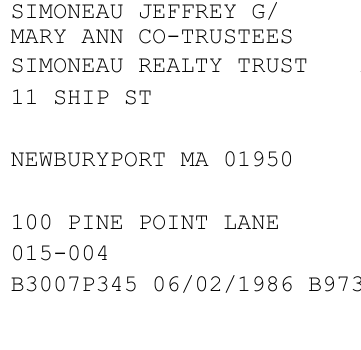 SIMONEAU JEFFREY G/
MARY ANN CO-TRUSTEES
SIMONEAU REALTY TRUST
11 SHIP ST
NEWBURYPORT MA 01950
100 PINE POINT LANE
015-004
B3007P345 06/02/1986 B973